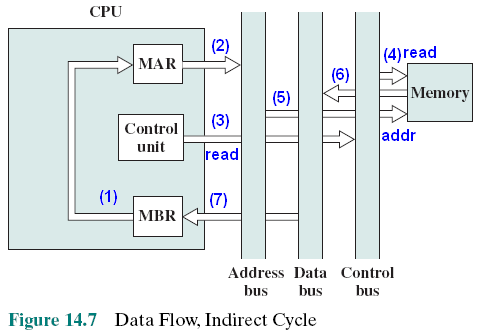 CPU
MAR
(2)
(4)read
(6)
Memory
(5)
Control
unit
(3)
read
addr
(1)
MBR
(7)
Address Data Control
bus bus bus
Figure 14.7 Data Flow, Indirect Cycle